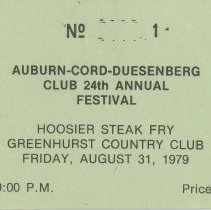 No 1
AUBURN-CORD-DUESENBERG
CLUB 24th ANNUAL
FESTIVAL
HOOSIER STEAK FRY
GREENHURST COUNTRY CLUB
FRIDAY, AUGUST 31, 1979
:00 P.M. Price